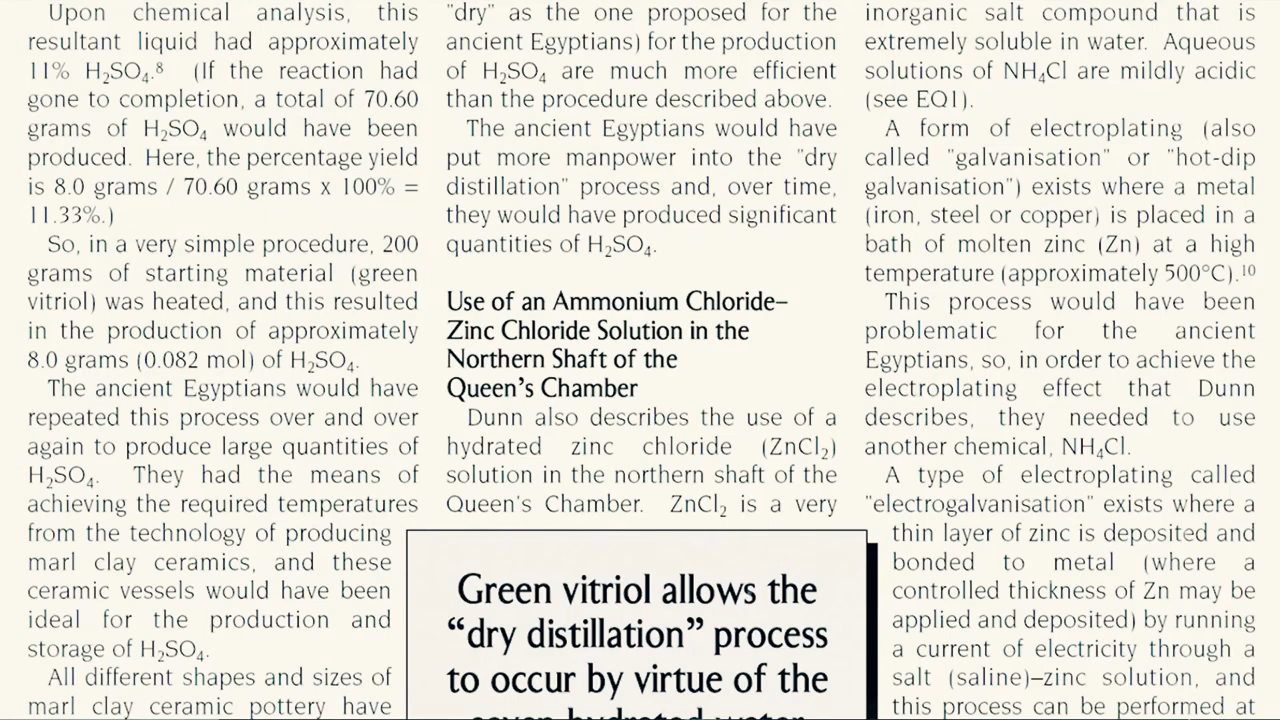 Upon chemical analysis, this
resultant liquid had approximately
11% H₂SO₄.⁸ (If the reaction had
gone to completion, a total of 70.60
grams of H₂SO₄ would have been
produced. Here, the percentage yield
is 8.0 grams / 70.60 grams x 100% =
11.33%.)
So, in a very simple procedure, 200
grams of starting material (green
vitriol) was heated, and this resulted
in the production of approximately
8.0 grams (0.082 mol) of H₂SO₄.
The ancient Egyptians would have
repeated this process over and over
again to produce large quantities of
H₂SO₄. They had the means of
achieving the required temperatures
from the technology of producing
marl clay ceramics, and these
ceramic vessels would have been
ideal for the production and
storage of H₂SO₄.
All different shapes and sizes of
marl clay ceramic pottery have
"dry" as the one proposed for the
ancient Egyptians) for the production
of H₂SO₄ are much more efficient
than the procedure described above.
The ancient Egyptians would have
put more manpower into the "dry
distillation" process and, over time,
they would have produced significant
quantities of H₂SO₄.
Use of an Ammonium Chloride–
Zinc Chloride Solution in the
Northern Shaft of the
Queen's Chamber
Dunn also describes the use of a
hydrated zinc chloride (ZnCl₂)
solution in the northern shaft of the
Queen's Chamber. ZnCl₂ is a very
Green vitriol allows the
“dry distillation” process
to occur by virtue of the
seven hydrated water
inorganic salt compound that is
extremely soluble in water. Aqueous
solutions of NH₄Cl are mildly acidic
(see EQ1).
A form of electroplating (also
called "galvanisation" or "hot-dip
galvanisation") exists where a metal
(iron, steel or copper) is placed in a
bath of molten zinc (Zn) at a high
temperature (approximately 500°C).¹⁰
This process would have been
problematic for the ancient
Egyptians, so, in order to achieve the
electroplating effect that Dunn
describes, they needed to use
another chemical, NH₄Cl.
A type of electroplating called
"electrogalvanisation" exists where a
thin layer of zinc is deposited and
bonded to metal (where a
controlled thickness of Zn may be
applied and deposited) by running
a current of electricity through a
salt (saline)–zinc solution, and
this process can be performed at